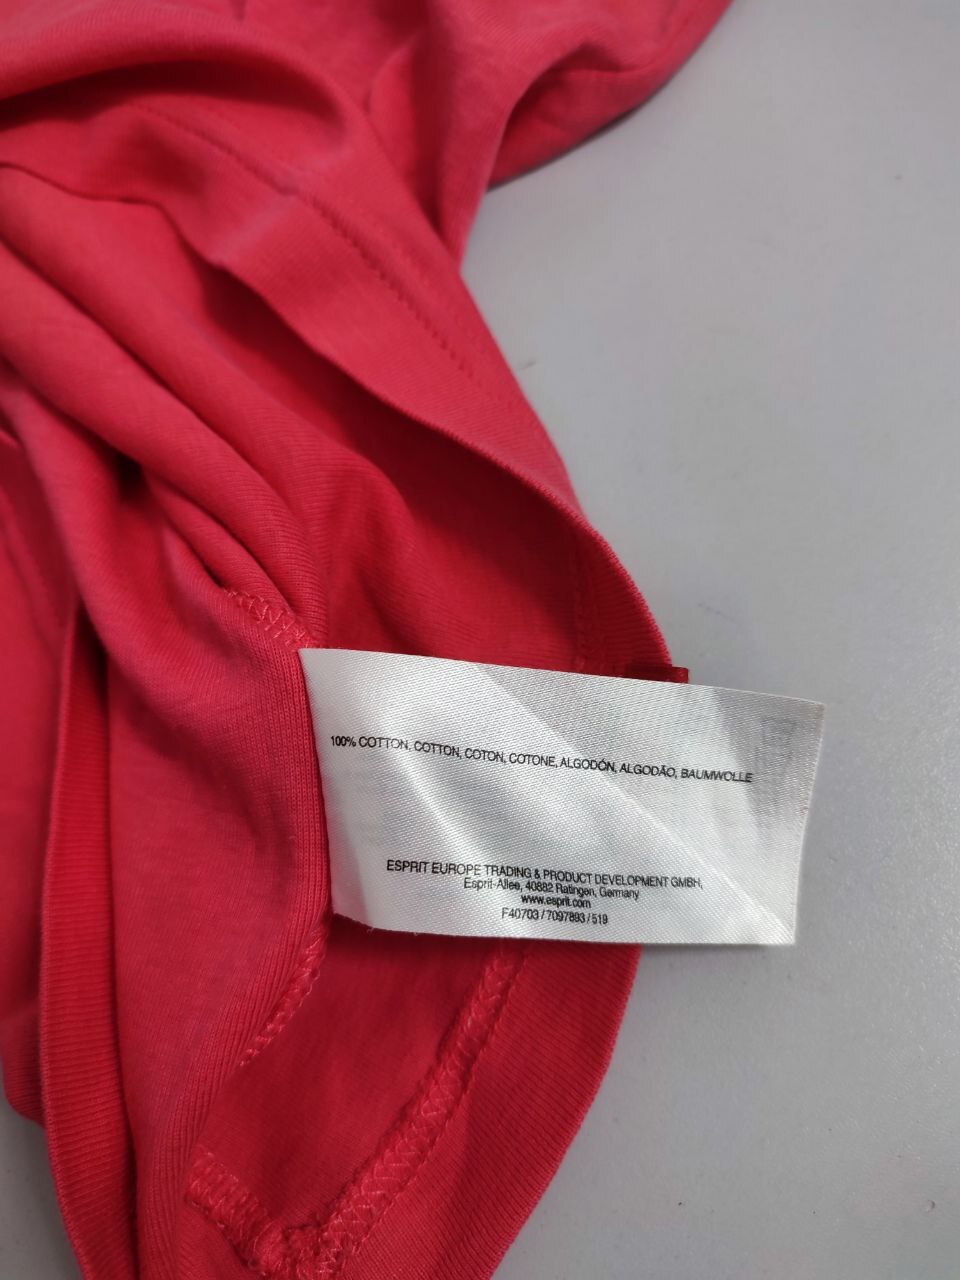 100% COTTON, COTTON, COTON, COTONE, ALGODÓN, ALGODÃO, BAUMWOLLE
ESPRIT EUROPE TRADING & PRODUCT DEVELOPMENT GMBH,
Esprit-Allee, 40882 Ratingen, Germany
www.esprit.com
F40703 / 7097893 / 519